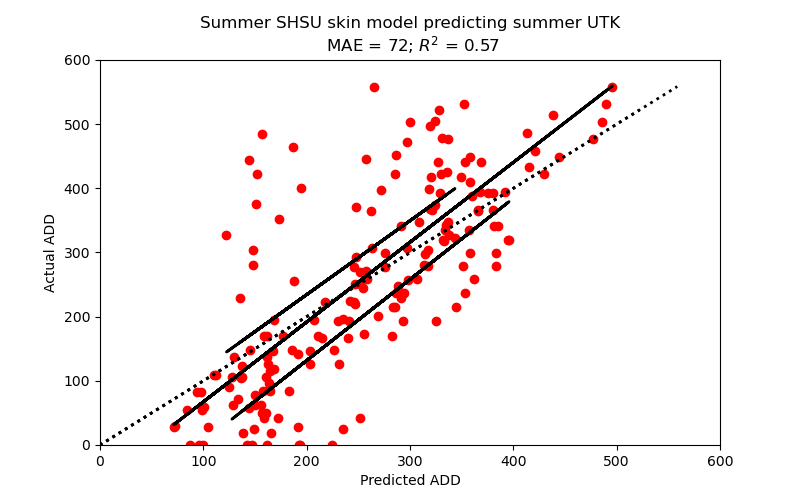 Summer SHSU skin model predicting summer UTK
MAE = 72; R² = 0.57
600
500
400
300
200
100
0
Actual ADD
0 100 200 300 400 500 600
Predicted ADD